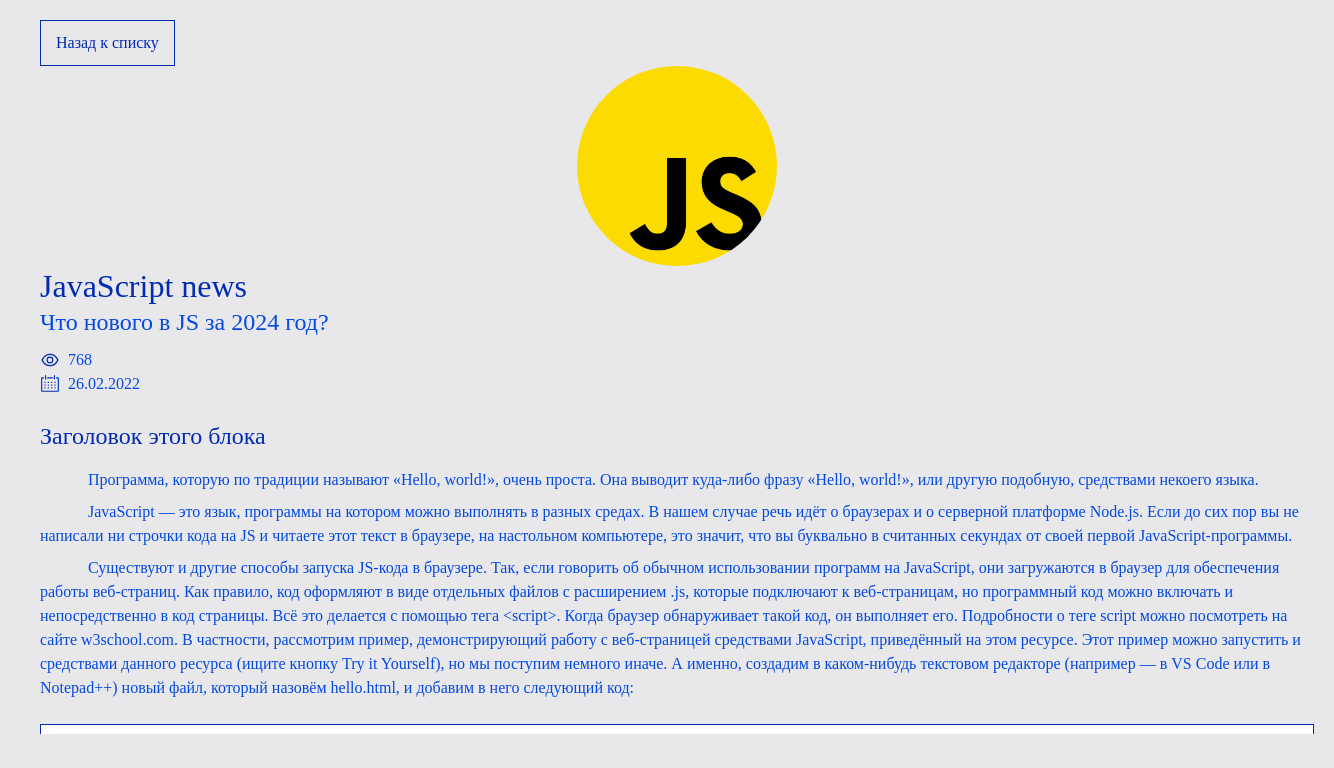 Назад к списку
JS
JavaScript news
Что нового в JS за 2024 год?
768
26.02.2022
Заголовок этого блока
Программа, которую по традиции называют «Hello, world!», очень проста. Она выводит куда-либо фразу «Hello, world!», или другую подобную, средствами некоего языка.
JavaScript — это язык, программы на котором можно выполнять в разных средах. В нашем случае речь идёт о браузерах и о серверной платформе Node.js. Если до сих пор вы не
написали ни строчки кода на JS и читаете этот текст в браузере, на настольном компьютере, это значит, что вы буквально в считанных секундах от своей первой JavaScript-программы.
Существуют и другие способы запуска JS-кода в браузере. Так, если говорить об обычном использовании программ на JavaScript, они загружаются в браузер для обеспечения
работы веб-страниц. Как правило, код оформляют в виде отдельных файлов с расширением .js, которые подключают к веб-страницам, но программный код можно включать и
непосредственно в код страницы. Всё это делается с помощью тега <script>. Когда браузер обнаруживает такой код, он выполняет его. Подробности о теге script можно посмотреть на
сайте w3school.com. В частности, рассмотрим пример, демонстрирующий работу с веб-страницей средствами JavaScript, приведённый на этом ресурсе. Этот пример можно запустить и
средствами данного ресурса (ищите кнопку Try it Yourself), но мы поступим немного иначе. А именно, создадим в каком-нибудь текстовом редакторе (например — в VS Code или в
Notepad++) новый файл, который назовём hello.html, и добавим в него следующий код: